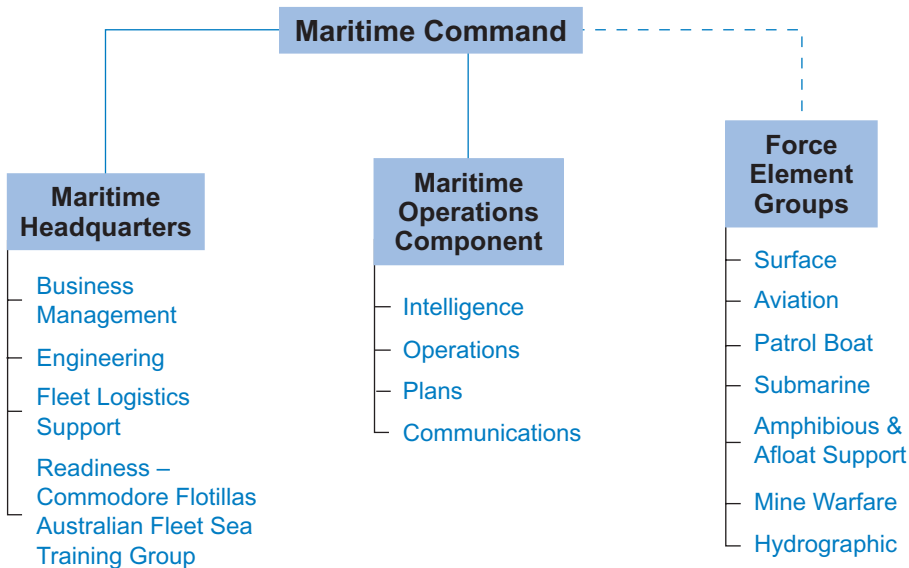 Maritime Command
Maritime
Headquarters
Business
Management
Engineering
Fleet Logistics
Support
Readiness –
Commodore Flotillas
Australian Fleet Sea
Training Group
Maritime
Operations
Component
Intelligence
Operations
Plans
Communications
Force
Element
Groups
Surface
Aviation
Patrol Boat
Submarine
Amphibious &
Afloat Support
Mine Warfare
Hydrographic